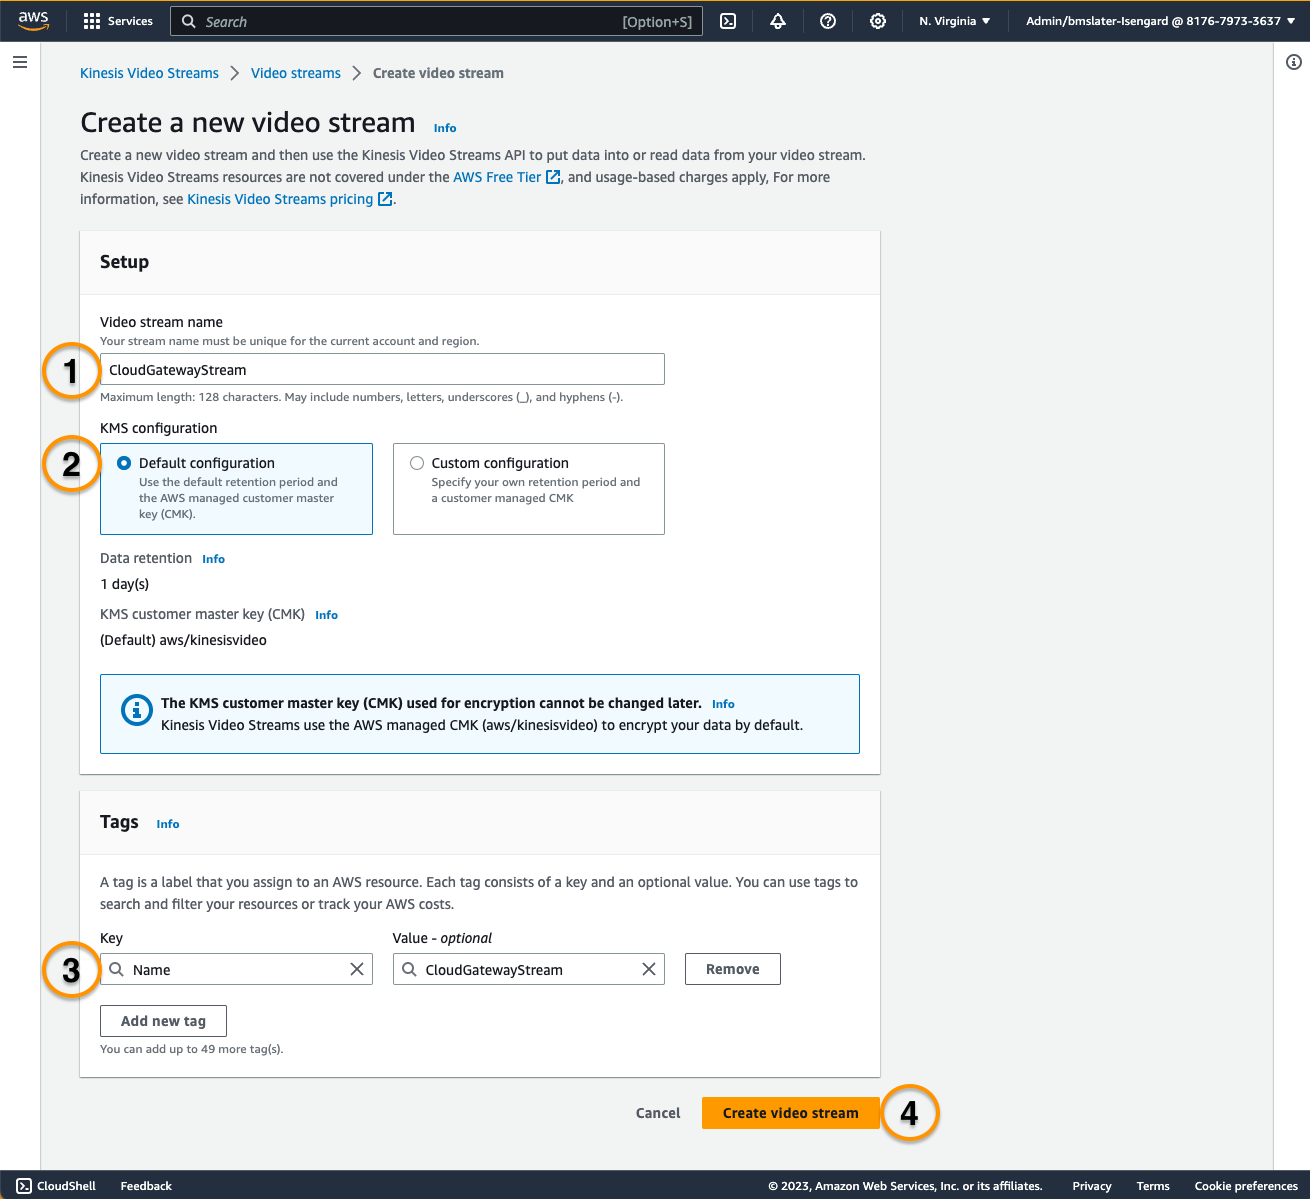 aws
Services
Search
[Option+S]
N. Virginia
Admin/bmslater-Isengard @ 8176-7973-3637
Kinesis Video Streams
Video streams
Create video stream
Create a new video stream
Info
Create a new video stream and then use the Kinesis Video Streams API to put data into or read data from your video stream.
Kinesis Video Streams resources are not covered under the AWS Free Tier, and usage-based charges apply, For more
information, see Kinesis Video Streams pricing.
Setup
Video stream name
Your stream name must be unique for the current account and region.
1
CloudGatewayStream
Maximum length: 128 characters. May include numbers, letters, underscores (_), and hyphens (-).
KMS configuration
2
Default configuration
Use the default retention period and
the AWS managed customer master
key (CMK).
Custom configuration
Specify your own retention period and
a customer managed CMK
Data retention Info
1 day(s)
KMS customer master key (CMK) Info
(Default) aws/kinesisvideo
The KMS customer master key (CMK) used for encryption cannot be changed later. Info
Kinesis Video Streams use the AWS managed CMK (aws/kinesisvideo) to encrypt your data by default.
Tags Info
A tag is a label that you assign to an AWS resource. Each tag consists of a key and an optional value. You can use tags to
search and filter your resources or track your AWS costs.
Key
Value - optional
3
Name
CloudGatewayStream
Remove
Add new tag
You can add up to 49 more tag(s).
Cancel
Create video stream
4
CloudShell
Feedback
© 2023, Amazon Web Services, Inc. or its affiliates.
Privacy
Terms
Cookie preferences